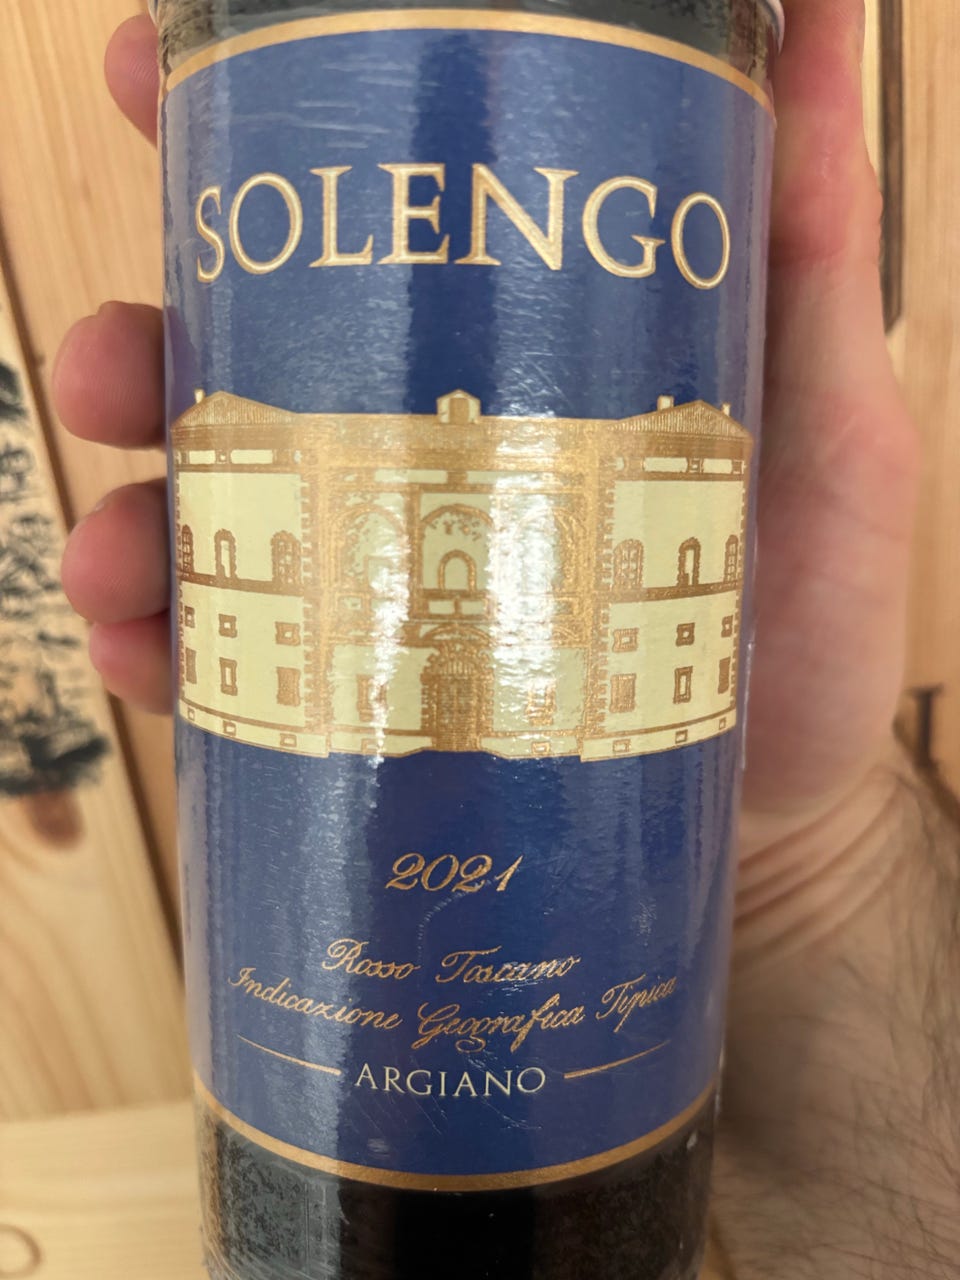 SOLENGO
2021
Rosso Toscano
Indicazione Geografica Tipica
ARGIANO